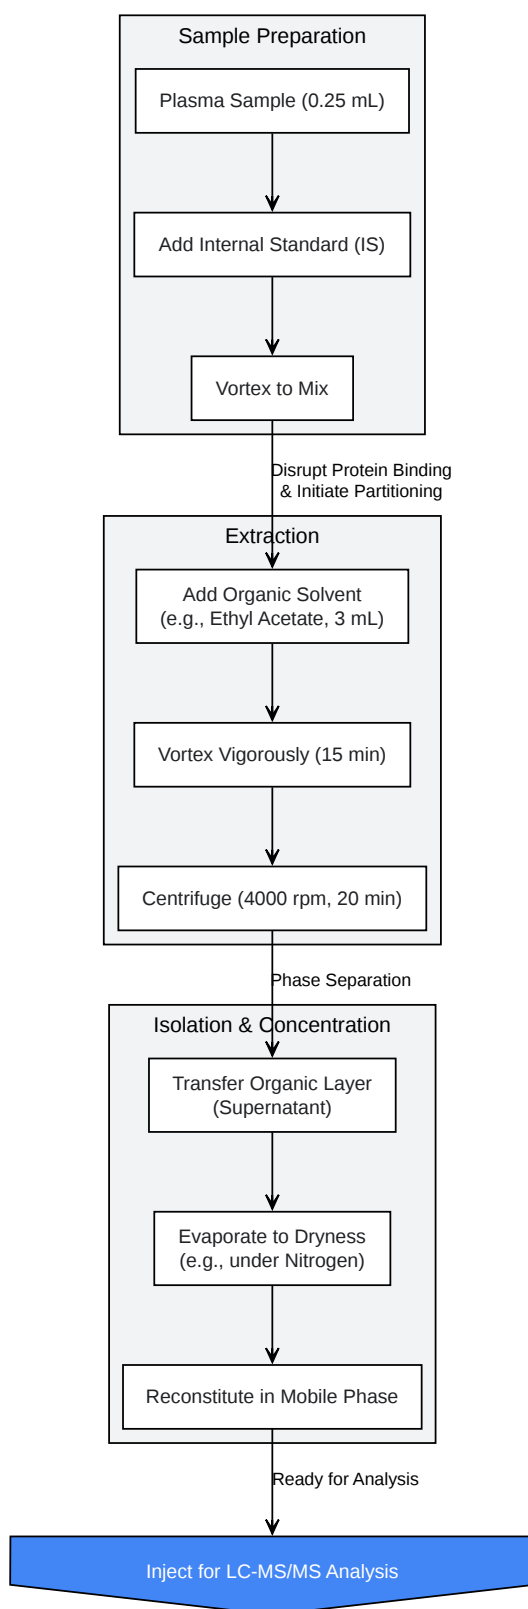 Sample Preparation
Plasma Sample (0.25 mL)
Add Internal Standard (IS)
Vortex to Mix
Disrupt Protein Binding
& Initiate Partitioning
Extraction
Add Organic Solvent
(e.g., Ethyl Acetate, 3 mL)
Vortex Vigorously (15 min)
Centrifuge (4000 rpm, 20 min)
Phase Separation
Isolation & Concentration
Transfer Organic Layer
(Supernatant)
Evaporate to Dryness
(e.g., under Nitrogen)
Reconstitute in Mobile Phase
Ready for Analysis
Inject for LC-MS/MS Analysis